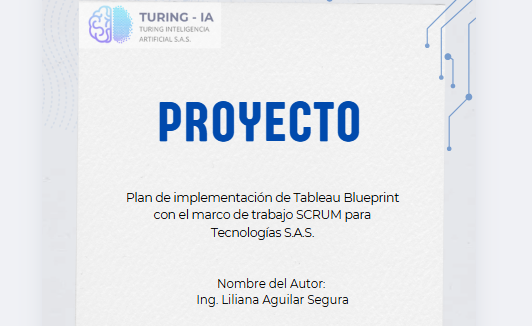 TURING - IA
TURING INTELIGENCIA
ARTIFICIAL S.A.S.
PROYECTO
Plan de implementación de Tableau Blueprint
con el marco de trabajo SCRUM para
Tecnologías S.A.S.
Nombre del Autor:
Ing. Liliana Aguilar Segura